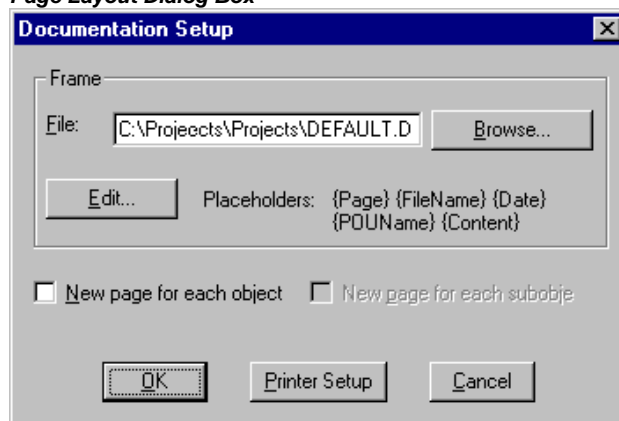 Page Layout Dialog Box
Documentation Setup
Frame
File: C:\Projeects\Projects\DEFAULT.D Browse...
Edit... Placeholders: {Page} {FileName} {Date}
{POUName} {Content}
New page for each object New page for each subobje
OK Printer Setup Cancel